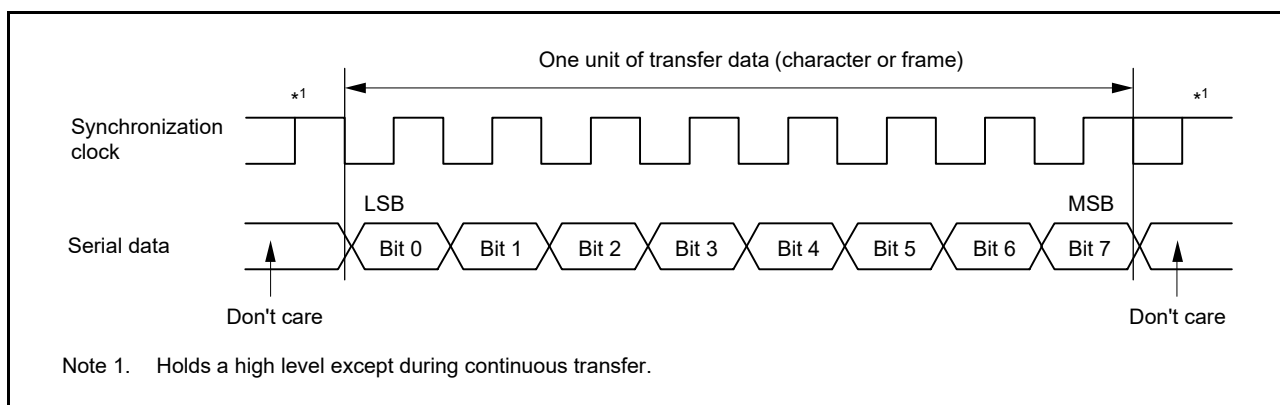 One unit of transfer data (character or frame)
*1
*1
Synchronization
clock
LSB
MSB
Serial data
Bit 0 Bit 1 Bit 2 Bit 3 Bit 4 Bit 5 Bit 6 Bit 7
Don't care
Don't care
Note 1. Holds a high level except during continuous transfer.